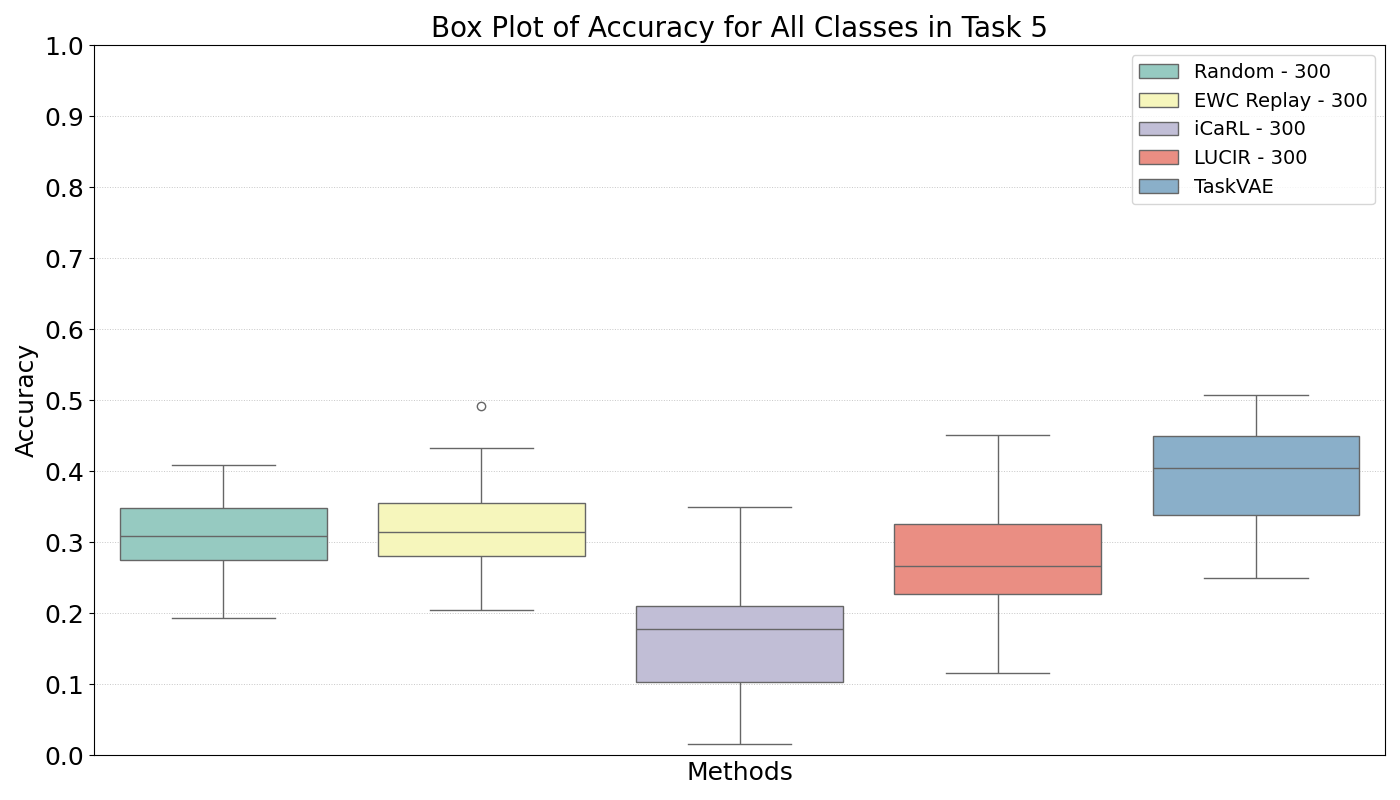 Box Plot of Accuracy for All Classes in Task 5
1.0
0.9
0.8
0.7
0.6
0.5
0.4
0.3
0.2
0.1
0.0
Accuracy
Methods
Random - 300
EWC Replay - 300
iCaRL - 300
LUCIR - 300
TaskVAE